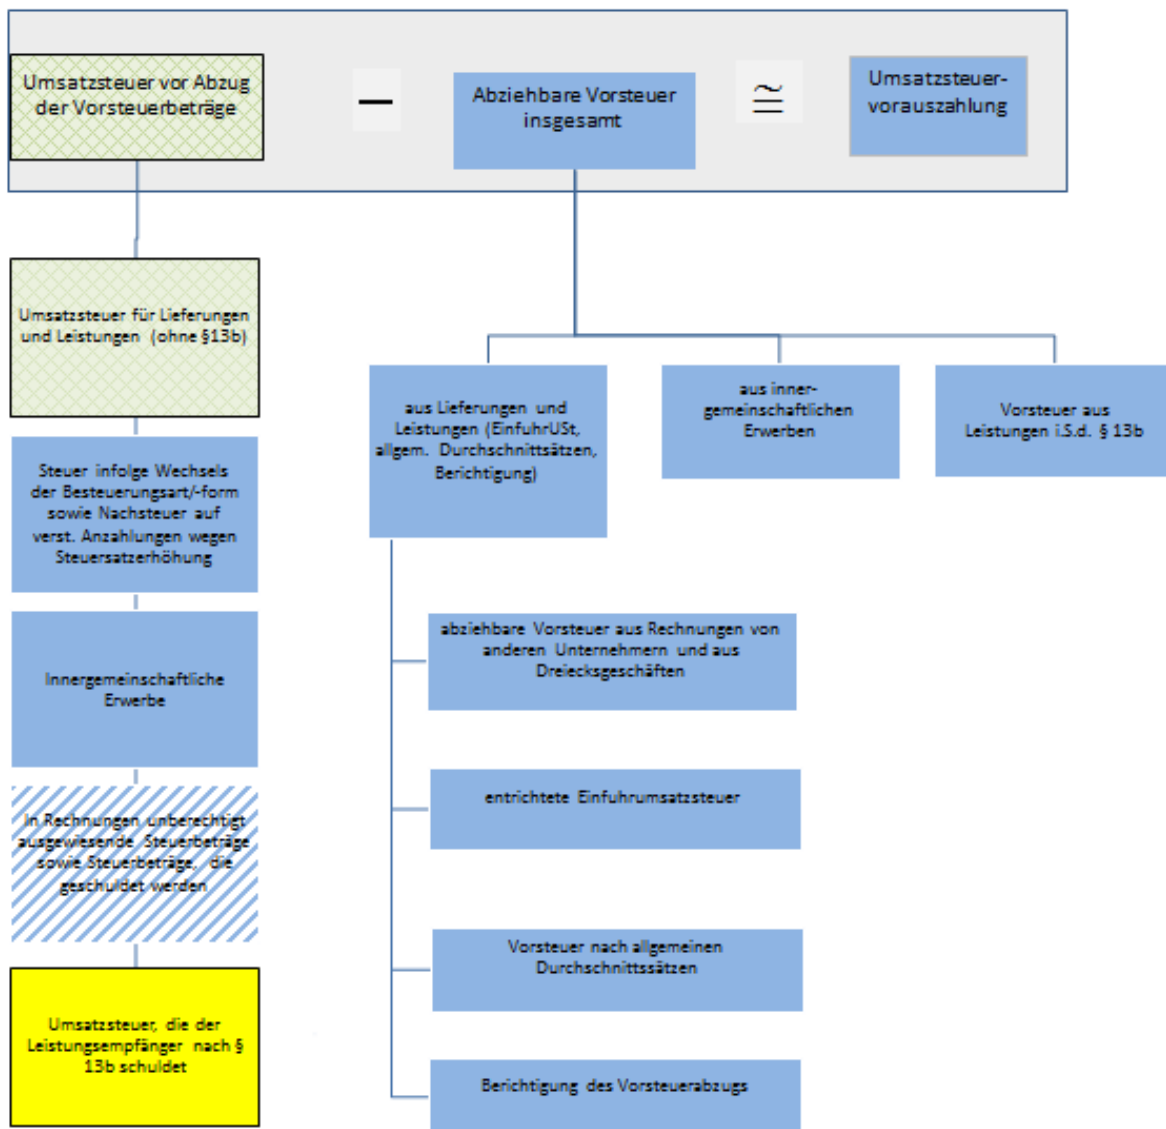 Umsatzsteuer vor Abzug
der Vorsteuerbeträge
—
Abziehbare Vorsteuer
insgesamt
≅
Umsatzsteuer-
vorauszahlung
Umsatzsteuer für Lieferungen
und Leistungen (ohne §13b)
Steuer infolge Wechsels
der Besteuerungsart/-form
sowie Nachsteuer auf
verst. Anzahlungen wegen
Steuersatzerhöhung
Innergemeinschaftliche
Erwerbe
In Rechnungen unberechtigt
ausgewiesende Steuerbeträge
sowie Steuerbeträge, die
geschuldet werden
Umsatzsteuer, die der
Leistungsempfänger nach §
13b schuldet
aus Lieferungen und
Leistungen (EinfuhrUSt,
allgem. Durchschnittsätzen,
Berichtigung)
aus inner-
gemeinschaftlichen
Erwerben
Vorsteuer aus
Leistungen i.S.d. § 13b
abziehbare Vorsteuer aus Rechnungen von
anderen Unternehmern und aus
Dreiecksgeschäften
entrichtete Einfuhrumsatzsteuer
Vorsteuer nach allgemeinen
Durchschnittssätzen
Berichtigung des Vorsteuerabzugs